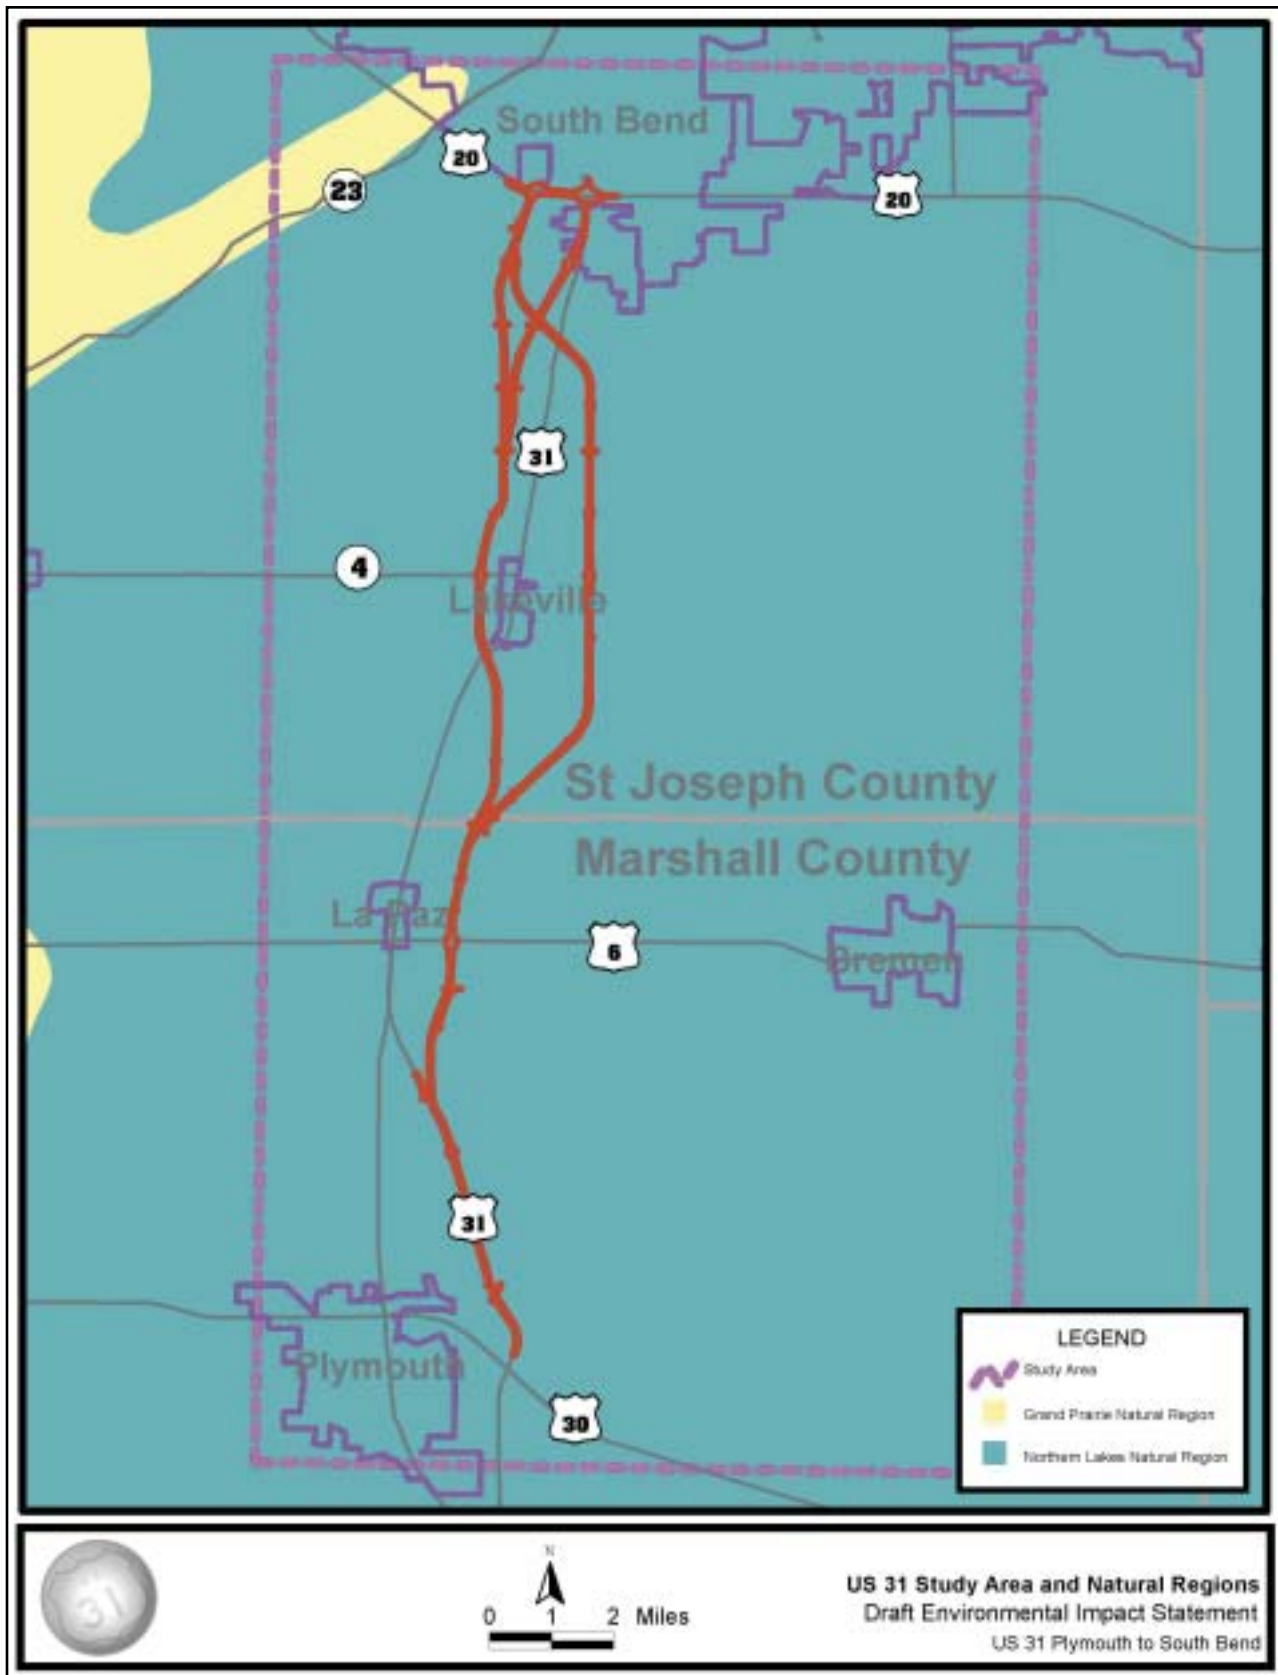 South Bend
20
23
20
31
4
Lakeville
St Joseph County
Marshall County
La Paz
6
Bremen
31
Plymouth
30
LEGEND
Study Area
Grand Prairie Natural Region
Northern Lakes Natural Region
31
N
0 1 2 Miles
US 31 Study Area and Natural Regions
Draft Environmental Impact Statement
US 31 Plymouth to South Bend